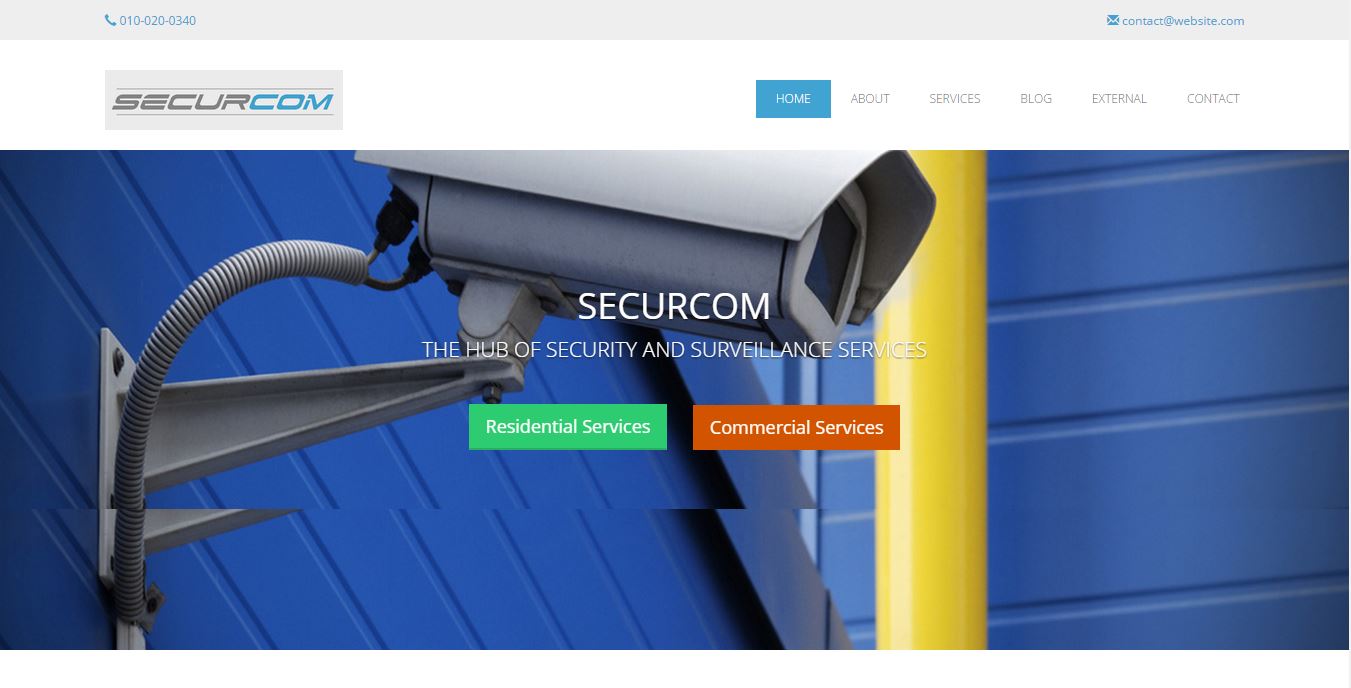 010-020-0340
contact@website.com
SECURCOM
HOME ABOUT SERVICES BLOG EXTERNAL CONTACT
SECURCOM
THE HUB OF SECURITY AND SURVEILLANCE SERVICES
Residential Services
Commercial Services